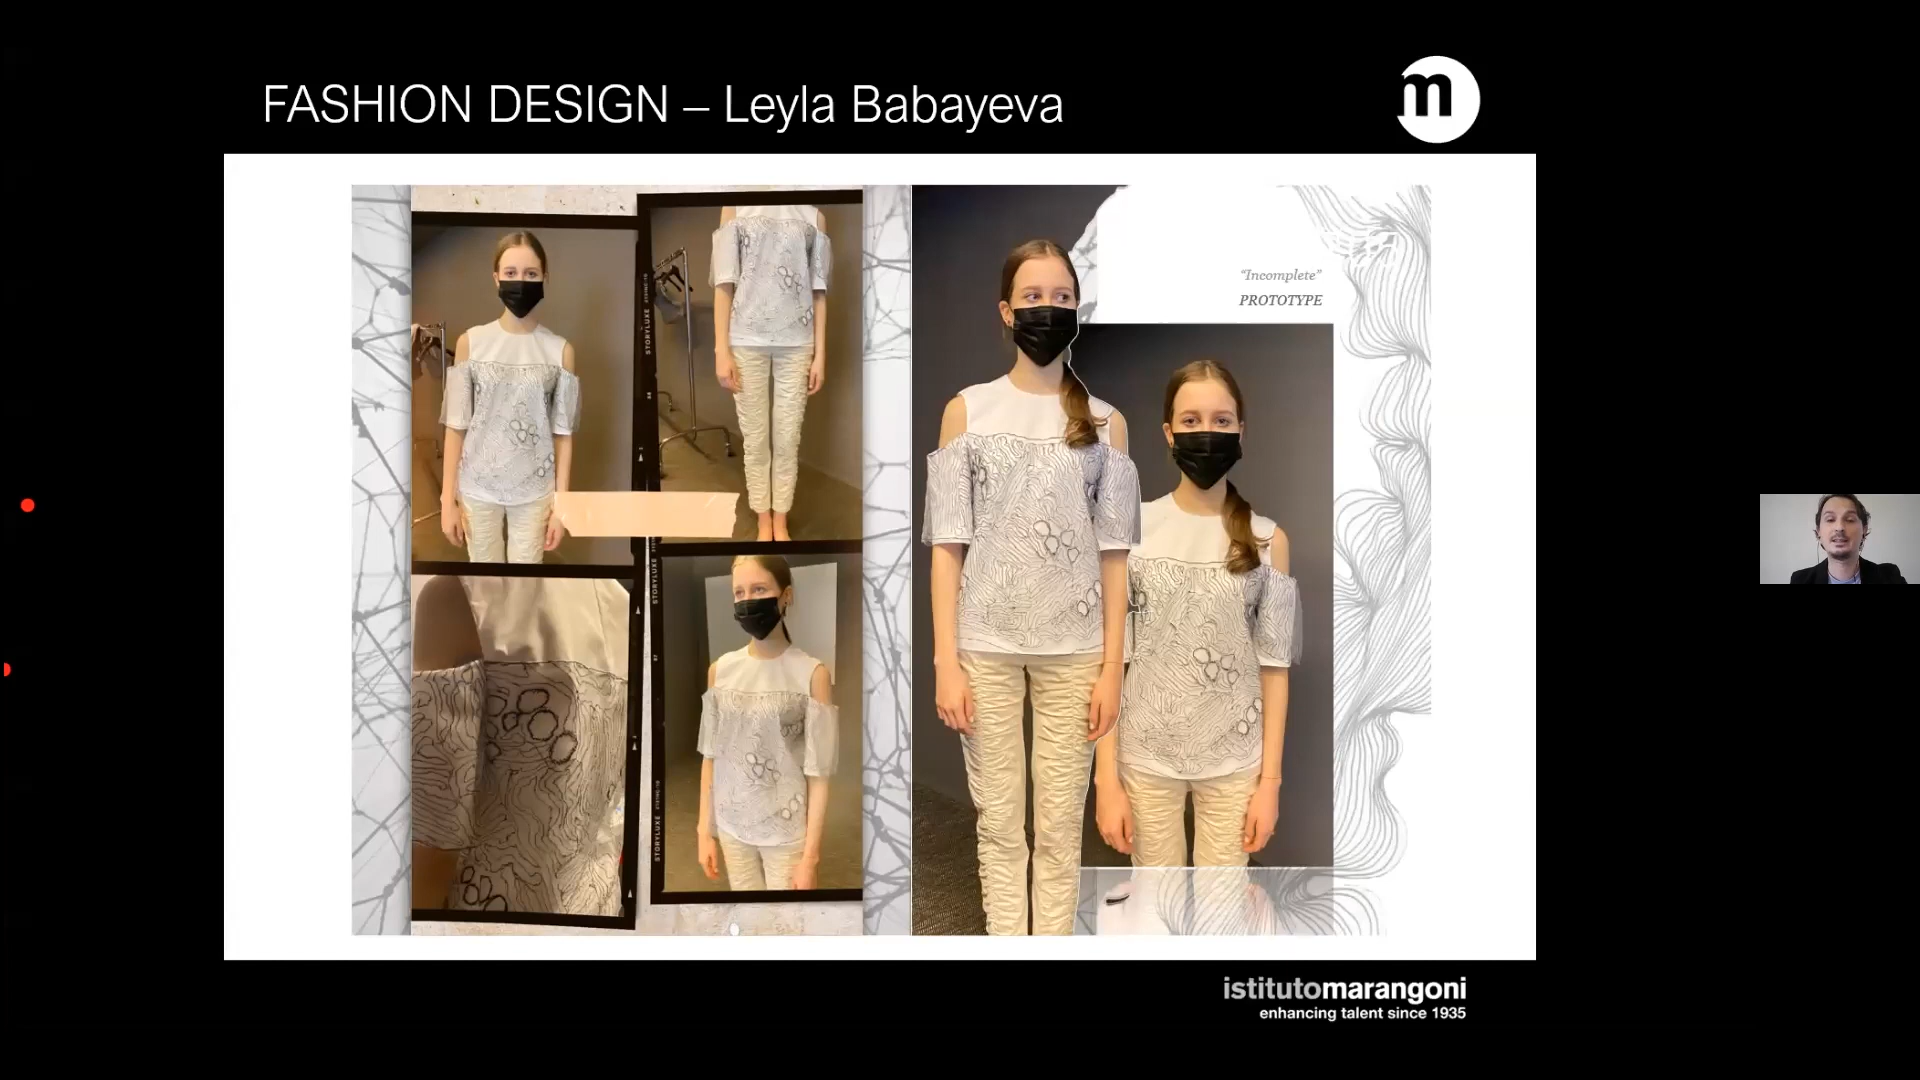 FASHION DESIGN – Leyla Babayeva
m
STORYLUXE
STORYLUXE
STORYLUXE
“Incomplete”
PROTOTYPE
istitutomarangoni
enhancing talent since 1935